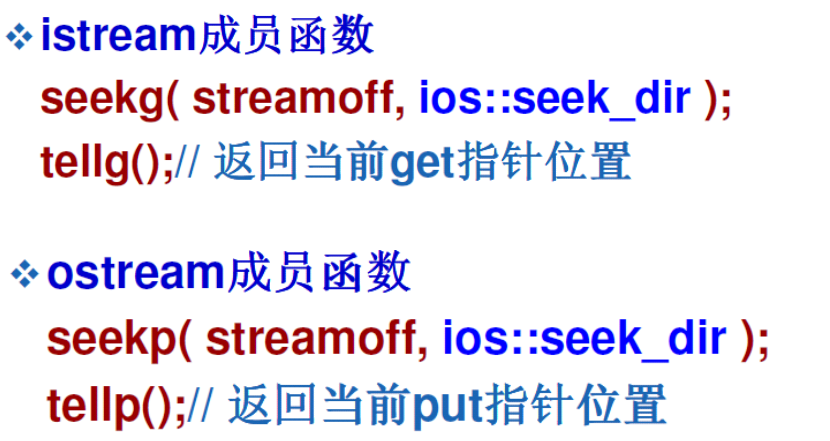 ❖ istream成员函数
seekg( streamoff, ios::seek_dir );
tellg();// 返回当前get指针位置
❖ ostream成员函数
seekp( streamoff, ios::seek_dir );
tellp();// 返回当前put指针位置